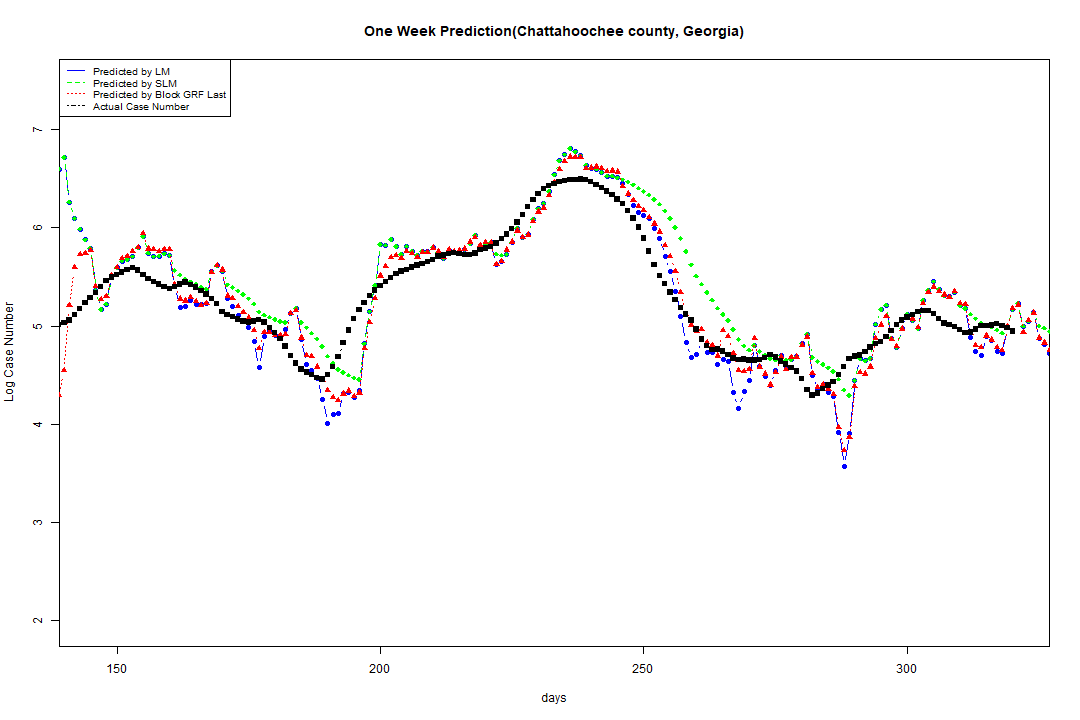 One Week Prediction(Chattahoochee county, Georgia)
Predicted by LM
Predicted by SLM
Predicted by Block GRF Last
Actual Case Number
7
6
5
4
3
2
Log Case Number
150 200 250 300
days